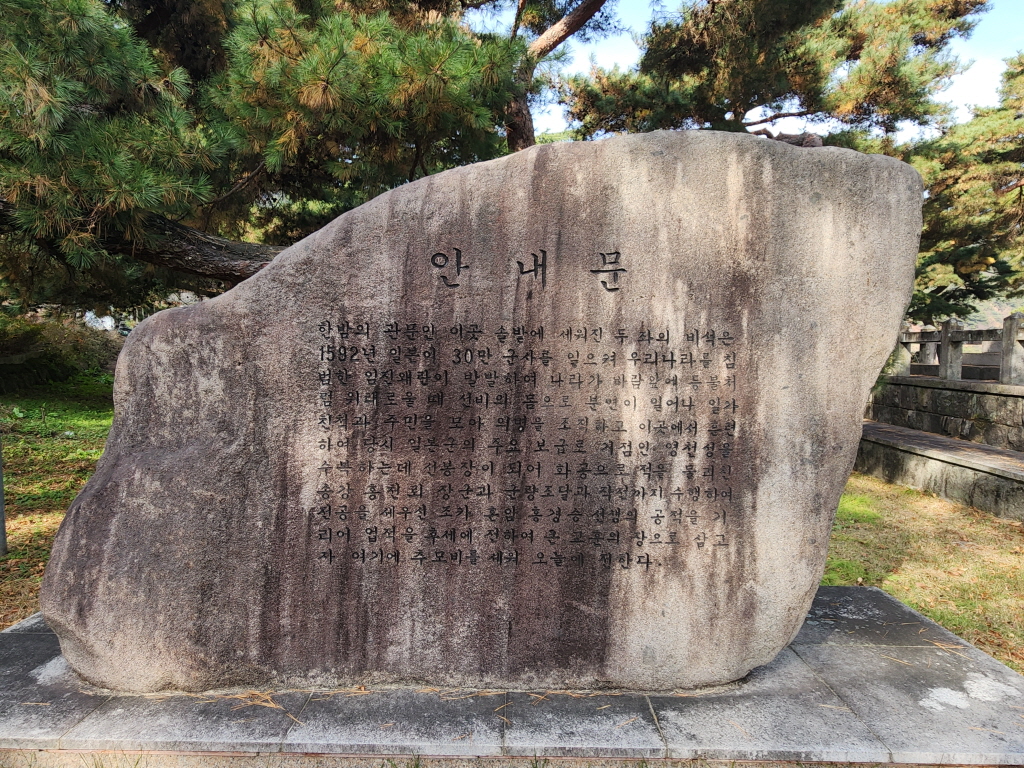 안내문
한밤의 관문인 이곳 솔밭에 세워진 두 좌의 비석은
1592년 일본이 30만 군사를 일으켜 우리나라를 침
범한 임진왜란이 발발하여 나라가 바람앞에 등불처
럼 위태로울 때 선비의 몸으로 분연이 일어나 일가
친척과 주민을 모아 의병을 조직하고 이곳에서 훈련
하여 당시 일본군의 주요 보급로 거점인 영천성을
수복하는데 선봉장이 되어 화공으로 적을 물리친
송강 홍천뢰 장군과 군량조달과 작전까지 수행하여
전공을 세우신 조카 혼암 홍경승 선생의 공적을 기
리어 업적을 후세에 전하여 큰 교훈의 장으로 삼고
자 여기에 추모비를 세워 오늘에 전한다.